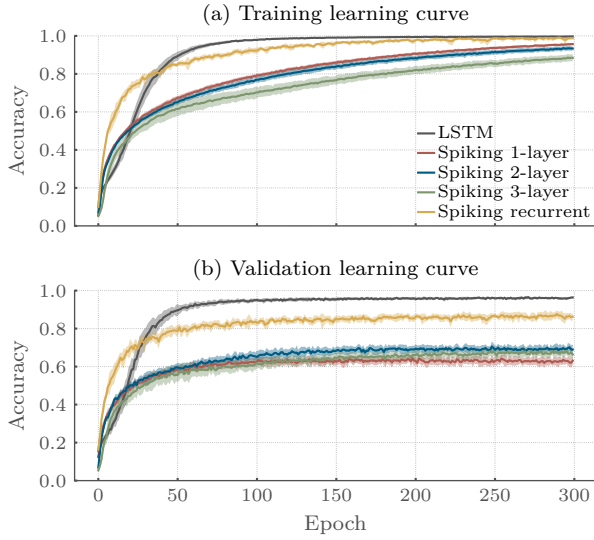 (a) Training learning curve
1.0
0.8
0.6
0.4
0.2
0.0
Accuracy
LSTM
Spiking 1-layer
Spiking 2-layer
Spiking 3-layer
Spiking recurrent
(b) Validation learning curve
1.0
0.8
0.6
0.4
0.2
0.0
Accuracy
0 50 100 150 200 250 300
Epoch